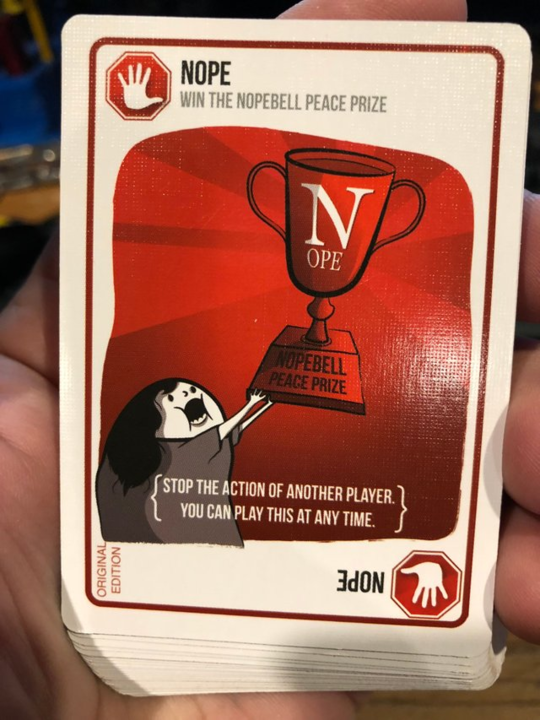 NOPE
WIN THE NOPEBELL PEACE PRIZE
N
OPE
NOPEBELL
PEACE PRIZE
STOP THE ACTION OF ANOTHER PLAYER.
YOU CAN PLAY THIS AT ANY TIME.
ORIGINAL
EDITION
NOPE